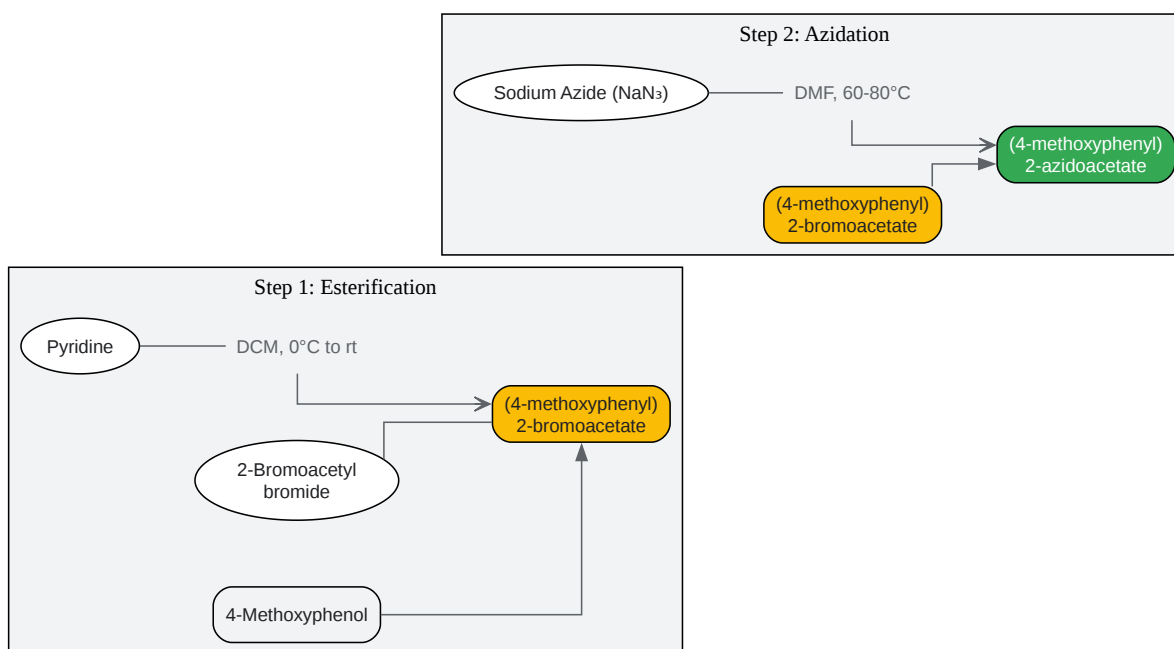 Step 2: Azidation
Sodium Azide (NaN₃)
DMF, 60-80°C
(4-methoxyphenyl)
2-azidoacetate
(4-methoxyphenyl)
2-bromoacetate
Step 1: Esterification
Pyridine
DCM, 0°C to rt
(4-methoxyphenyl)
2-bromoacetate
2-Bromoacetyl
bromide
4-Methoxyphenol